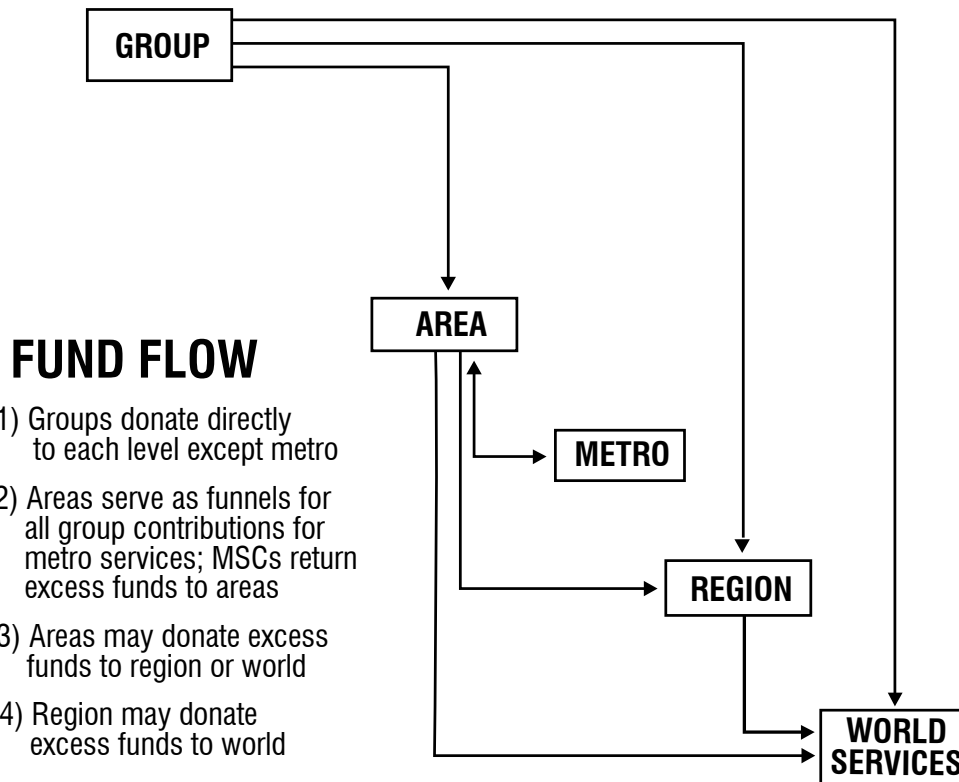 GROUP
AREA
FUND FLOW
1) Groups donate directly
to each level except metro
METRO
2) Areas serve as funnels for
all group contributions for
metro services; MSCs return
excess funds to areas
REGION
3) Areas may donate excess
funds to region or world
4) Region may donate
excess funds to world
WORLD
SERVICES